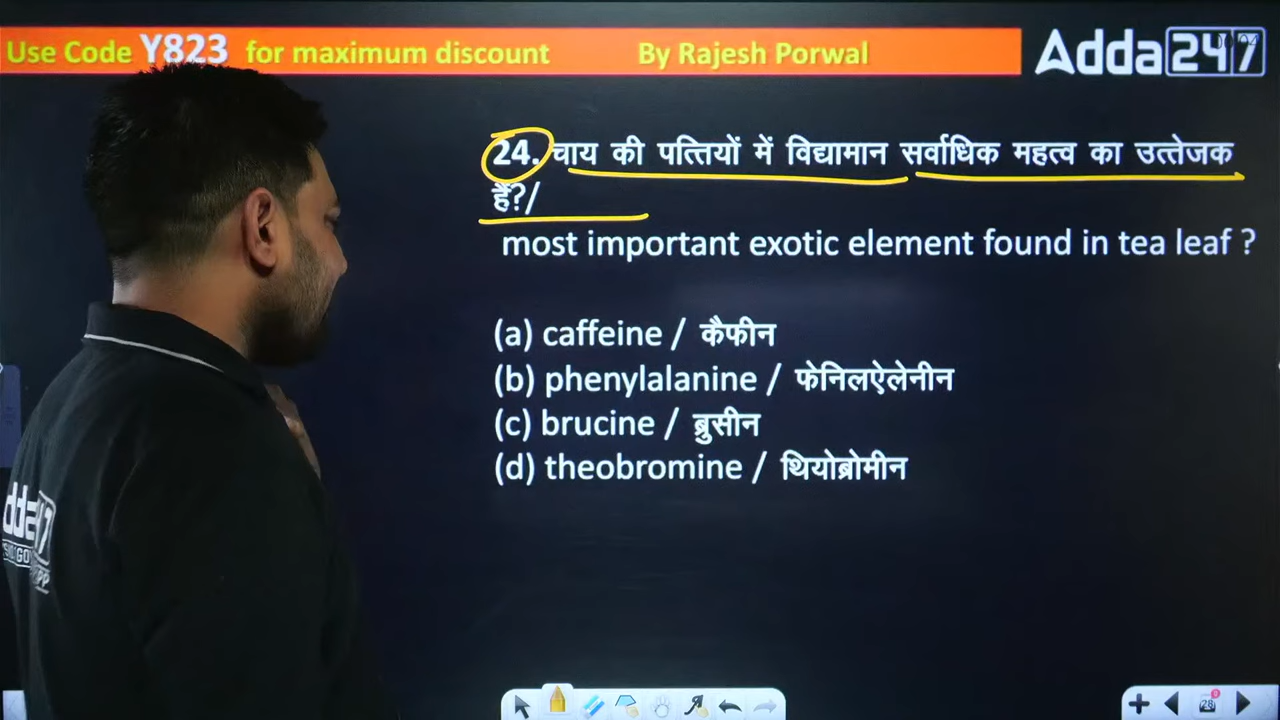 Use Code Y823 for maximum discount By Rajesh Porwal
Adda247
24. चाय की पत्तियों में विद्यामान सर्वाधिक महत्व का उत्तेजक
हैं?/
most important exotic element found in tea leaf ?
(a) caffeine / कैफीन
(b) phenylalanine / फेनिलऐलेनीन
(c) brucine / ब्रुसीन
(d) theobromine / थियोब्रोमीन
28